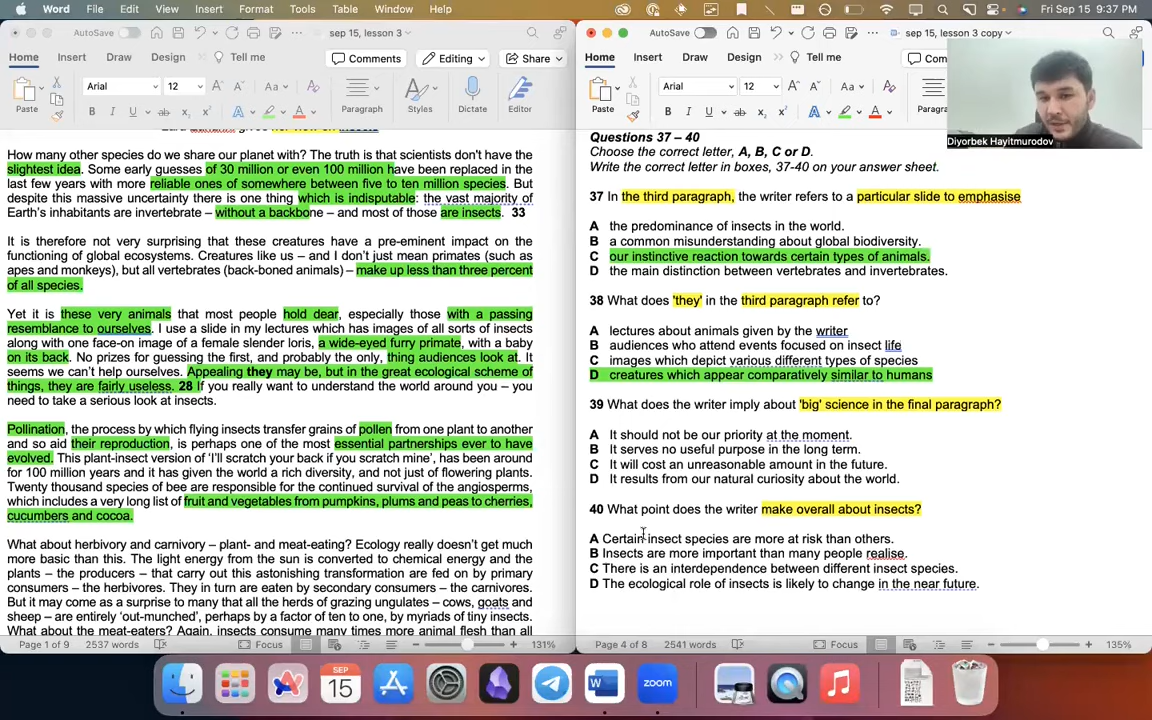 Word File Edit View Insert Format Tools Table Window Help Fri Sep 15 9:37 PM
AutoSave sep 15, lesson 3
Home Insert Draw Design Tell me
Comments Editing Share
Paste Arial 12 Paragraph Styles Dictate Editor
How many other species do we share our planet with? The truth is that scientists don't have the
slightest idea. Some early guesses of 30 million or even 100 million have been replaced in the
last few years with more reliable ones of somewhere between five to ten million species. But
despite this massive uncertainty there is one thing which is indisputable: the vast majority of
Earth's inhabitants are invertebrate – without a backbone – and most of those are insects. 33
It is therefore not very surprising that these creatures have a pre-eminent impact on the
functioning of global ecosystems. Creatures like us – and I don't just mean primates (such as
apes and monkeys), but all vertebrates (back-boned animals) – make up less than three percent
of all species.
Yet it is these very animals that most people hold dear, especially those with a passing
resemblance to ourselves. I use a slide in my lectures which has images of all sorts of insects
along with one face-on image of a female slender loris, a wide-eyed furry primate, with a baby
on its back. No prizes for guessing the first, and probably the only, thing audiences look at. It
seems we can't help ourselves. Appealing they may be, but in the great ecological scheme of
things, they are fairly useless. 28 If you really want to understand the world around you – you
need to take a serious look at insects.
Pollination, the process by which flying insects transfer grains of pollen from one plant to another
and so aid their reproduction, is perhaps one of the most essential partnerships ever to have
evolved. This plant-insect version of 'I'll scratch your back if you scratch mine', has been around
for 100 million years and it has given the world a rich diversity, and not just of flowering plants.
Twenty thousand species of bee are responsible for the continued survival of the angiosperms,
which includes a very long list of fruit and vegetables from pumpkins, plums and peas to cherries,
cucumbers and cocoa.
What about herbivory and carnivory – plant- and meat-eating? Ecology really doesn't get much
more basic than this. The light energy from the sun is converted to chemical energy and the
plants – the producers – that carry out this astonishing transformation are fed on by primary
consumers – the herbivores. They in turn are eaten by secondary consumers – the carnivores.
But it may come as a surprise to many that all the herds of grazing ungulates – cows, goats and
sheep – are entirely 'out-munched', perhaps by a factor of ten to one, by myriads of tiny insects.
What about the meat-eaters? Again, insects consume many times more animal flesh than all
Page 1 of 9 2537 words Focus 131%
AutoSave sep 15, lesson 3 copy
Home Insert Draw Design Tell me
Paste Arial 12
Diyorbek Hayitmurodov
Questions 37 – 40
Choose the correct letter, A, B, C or D.
Write the correct letter in boxes, 37-40 on your answer sheet.
37 In the third paragraph, the writer refers to a particular slide to emphasise
A the predominance of insects in the world.
B a common misunderstanding about global biodiversity.
C our instinctive reaction towards certain types of animals.
D the main distinction between vertebrates and invertebrates.
38 What does 'they' in the third paragraph refer to?
A lectures about animals given by the writer
B audiences who attend events focused on insect life
C images which depict various different types of species
D creatures which appear comparatively similar to humans
39 What does the writer imply about 'big' science in the final paragraph?
A It should not be our priority at the moment.
B It serves no useful purpose in the long term.
C It will cost an unreasonable amount in the future.
D It results from our natural curiosity about the world.
40 What point does the writer make overall about insects?
A Certain insect species are more at risk than others.
B Insects are more important than many people realise.
C There is an interdependence between different insect species.
D The ecological role of insects is likely to change in the near future.
Page 4 of 8 2541 words Focus 135%
SEP
15
zoom